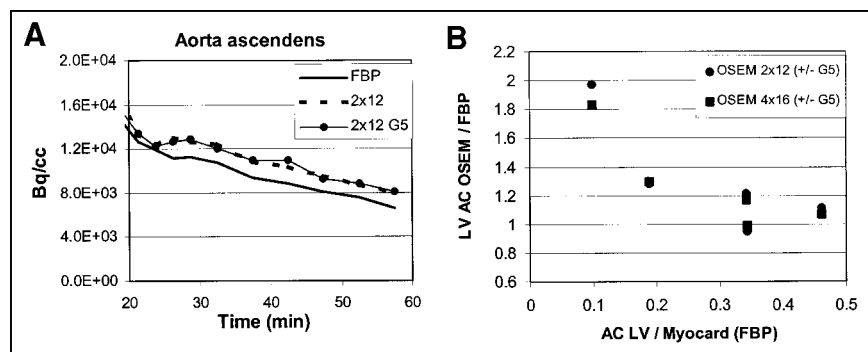 A
Aorta ascendens
2.0E+04
1.6E+04
1.2E+04
8.0E+03
4.0E+03
0.0E+00
Bq/cc
FBP
2x12
2x12 G5
20 30 40 50 60
Time (min)
B
2.2
2
1.8
1.6
1.4
1.2
1
0.8
0.6
LV AC OSEM / FBP
OSEM 2x12 (+/- G5)
OSEM 4x16 (+/- G5)
0 0.1 0.2 0.3 0.4 0.5
AC LV / Myocard (FBP)